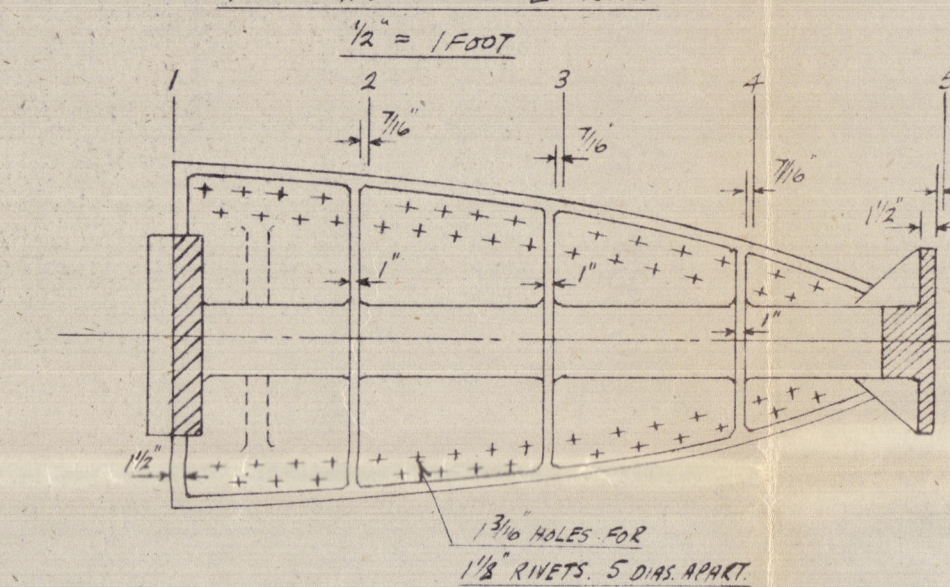 1/2" = 1 FOOT
1 2 3 4 5
7/16"
7/16"
7/16"
1 1/2"
1"
1"
1"
1 1/2"
1 3/16" HOLES FOR
1 1/8" RIVETS. 5 DIAS. APART.